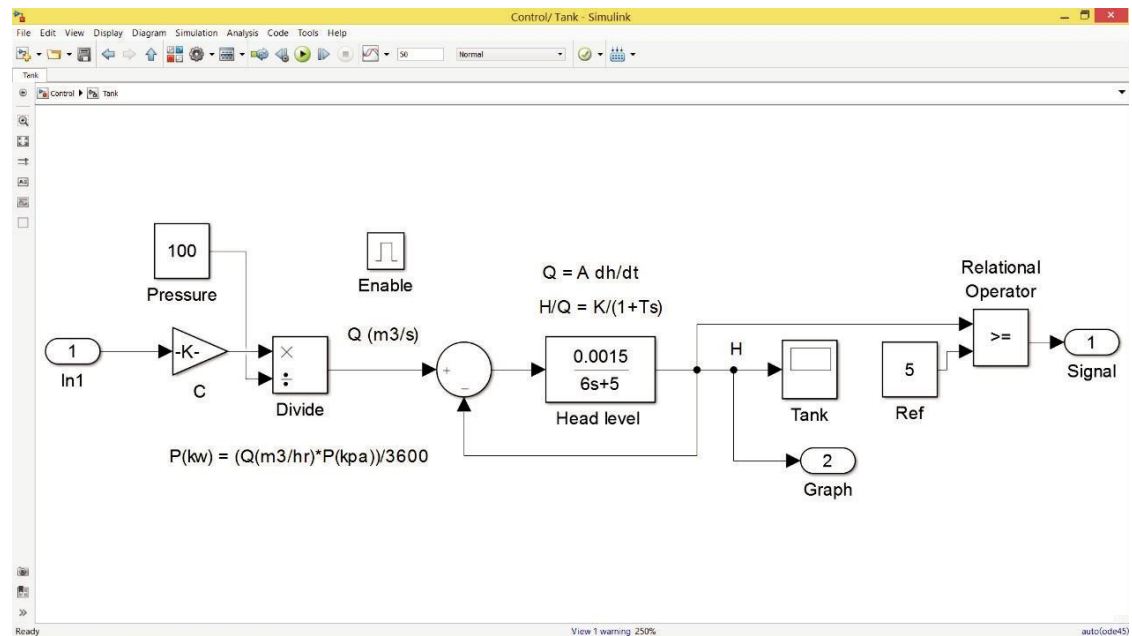 Control/ Tank - Simulink
File Edit View Display Diagram Simulation Analysis Code Tools Help
50
Normal
Tank
Control Tank
100
Pressure
Enable
Q = A dh/dt
H/Q = K/(1+Ts)
Relational
Operator
>=
1
Signal
1
In1
-K-
C
×
÷
Divide
Q (m3/s)
+
−
0.0015
6s+5
Head level
H
Tank
5
Ref
2
Graph
P(kw) = (Q(m3/hr)*P(kpa))/3600
Ready
View 1 warning 250%
auto(ode45)